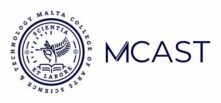 MALTA COLLEGE OF ARTS SCIENCE & TECHNOLOGY
SCIENTIA
ET LABORE
MCAST